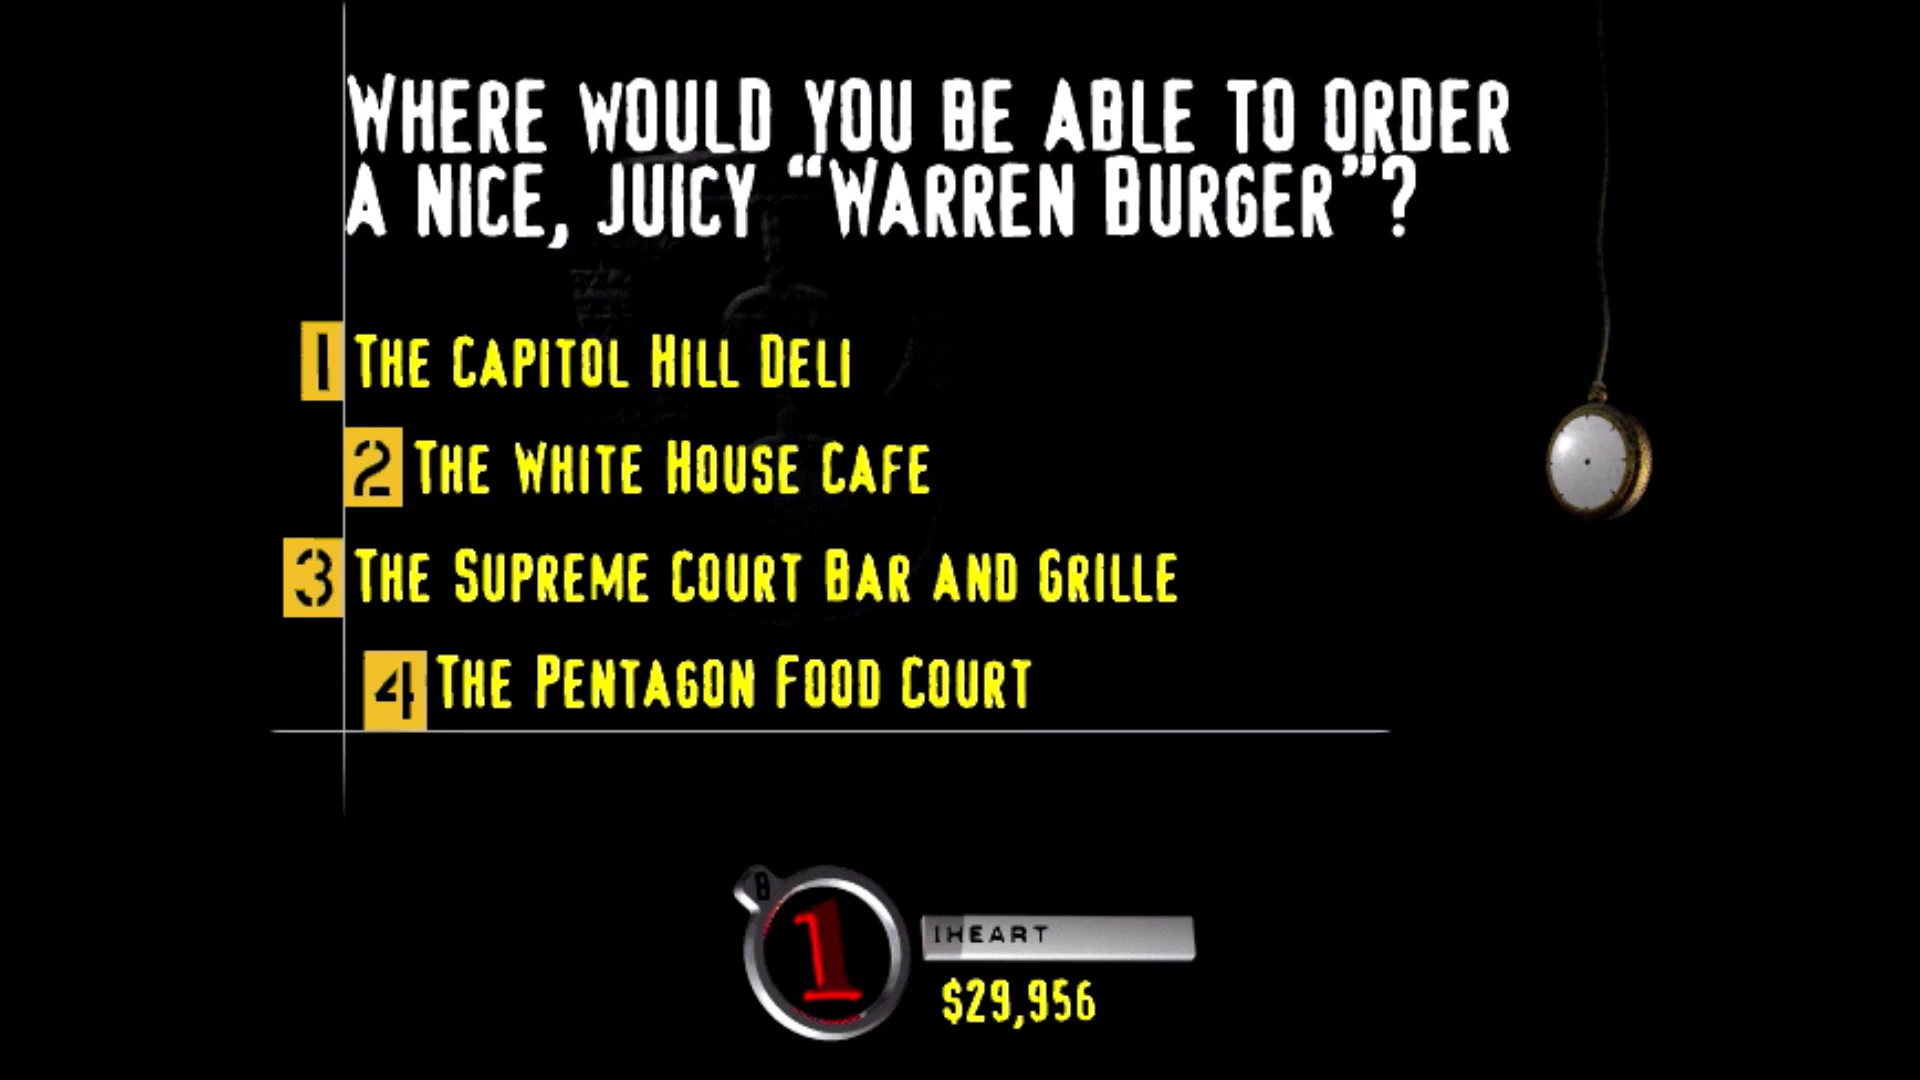 WHERE WOULD YOU BE ABLE TO ORDER
A NICE, JUICY “WARREN BURGER”?
1 THE CAPITOL HILL DELI
2 THE WHITE HOUSE CAFE
3 THE SUPREME COURT BAR AND GRILLE
4 THE PENTAGON FOOD COURT
B
1
IHEART
$29,956